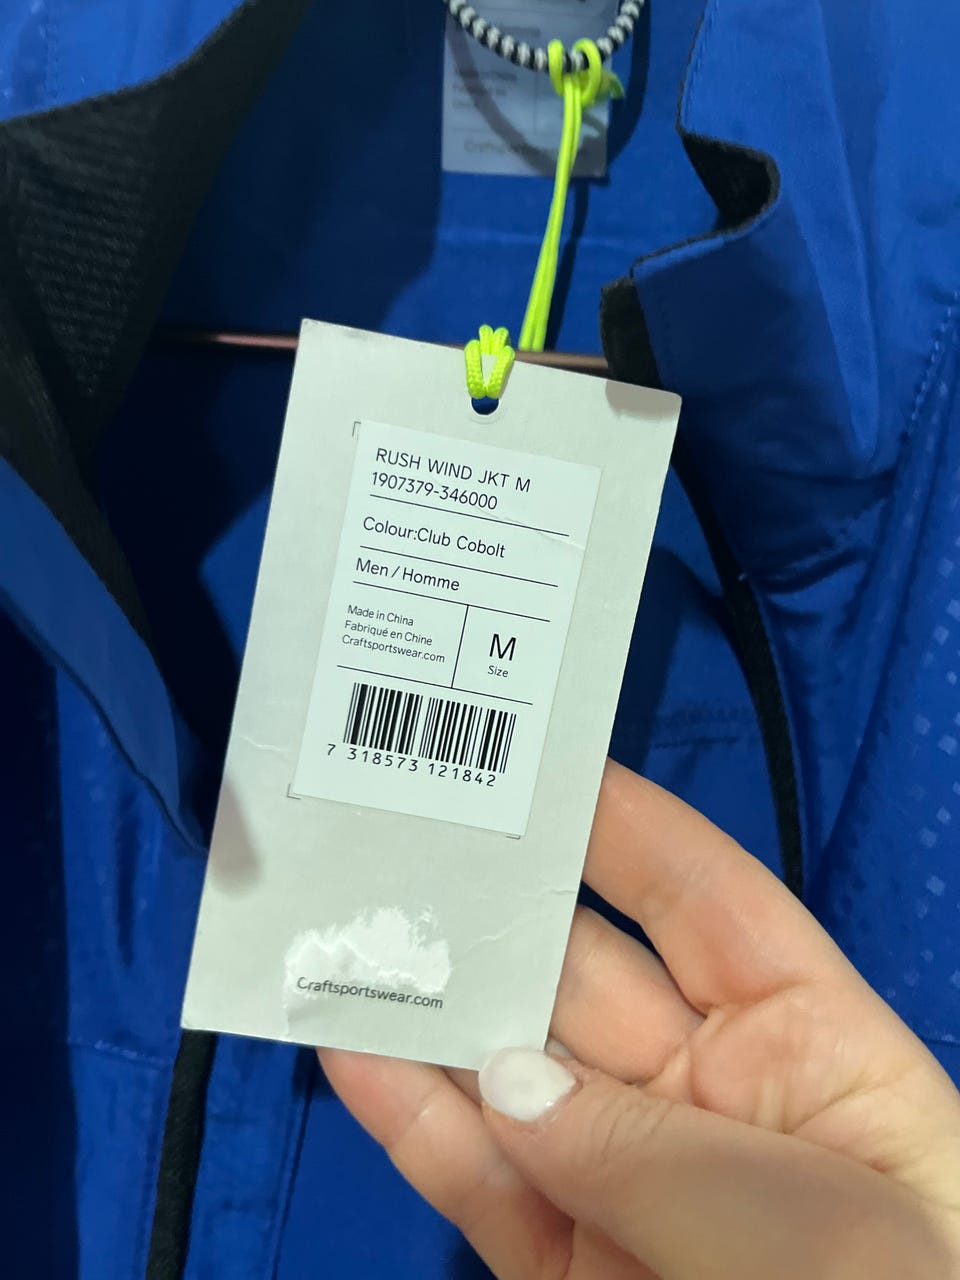 RUSH WIND JKT M
1907379-346000
Colour:Club Cobolt
Men / Homme
Made in China
Fabriqué en Chine
Craftsportswear.com
M
Size
7 318573 121842
Craftsportswear.com